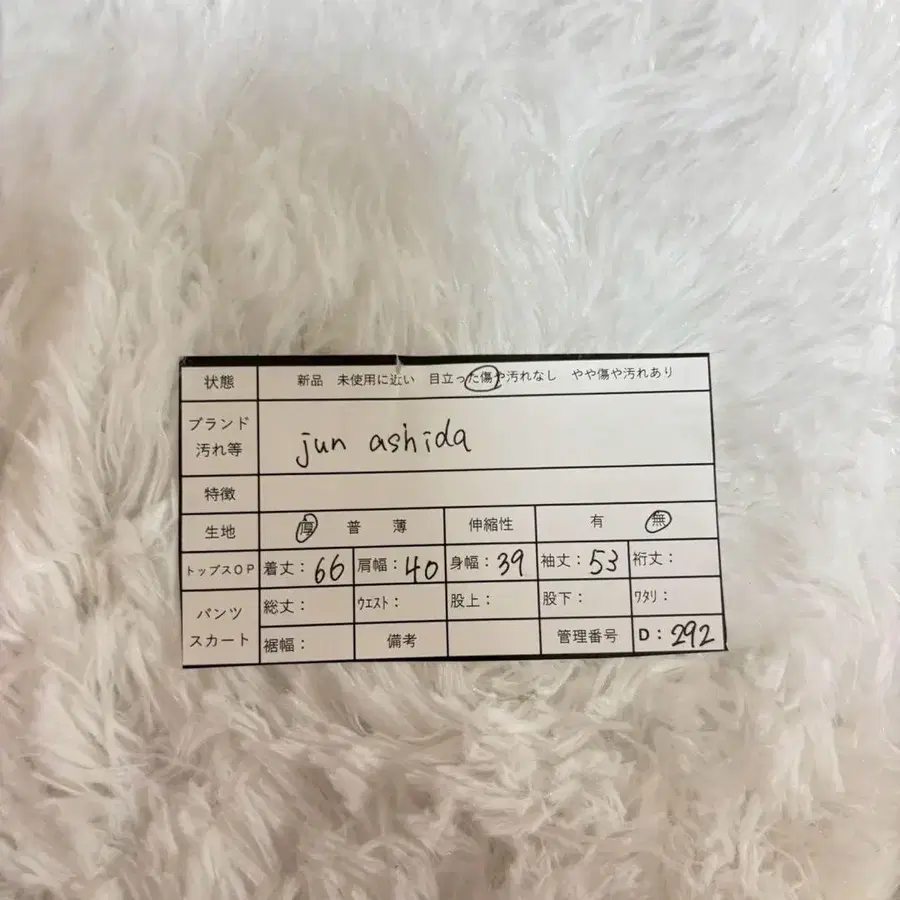 状態 新品 未使用に近い 目立った傷や汚れなし やや傷や汚れあり
ブランド
汚れ等 jun ashida
特徴
生地 厚 普 薄 伸縮性 有 無
トップスOP 着丈：66 肩幅：40 身幅：39 袖丈：53 裄丈：
パンツ
スカート 総丈： ウエスト： 股上： 股下： ワタリ：
裾幅： 備考 管理番号 D：292